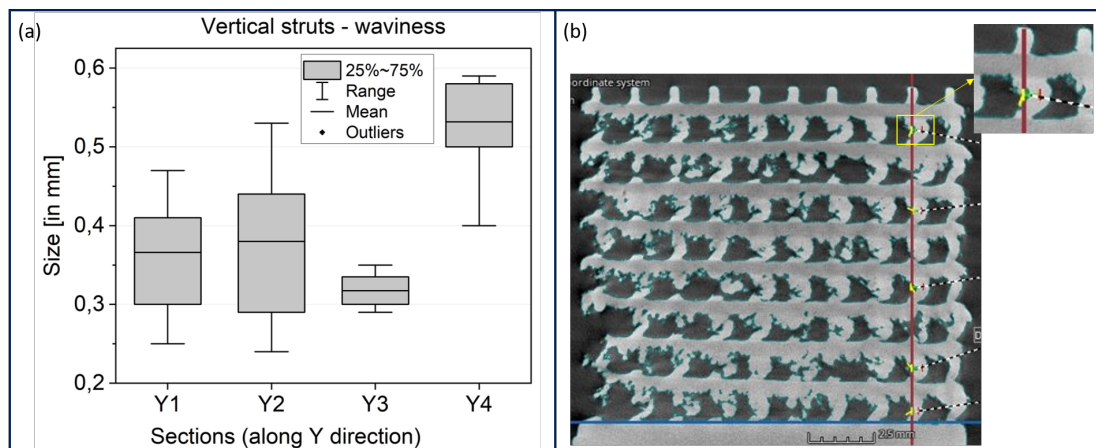 (a)
Vertical struts - waviness
25%~75%
Range
Mean
Outliers
0,6
0,5
0,4
0,3
0,2
Size [in mm]
Y1 Y2 Y3 Y4
Sections (along Y direction)
(b)
oordinate system
D
2.5 mm